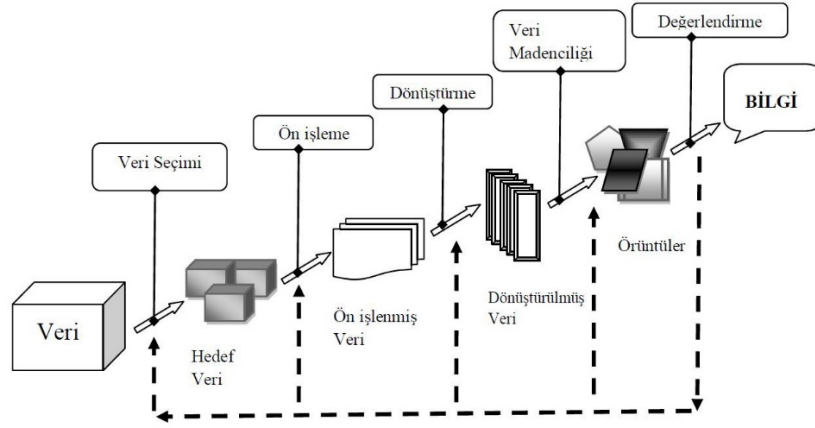 Değerlendirme
Veri
Madenciliği
BİLGİ
Dönüştürme
Ön işleme
Veri Seçimi
Örüntüler
Dönüştürülmüş
Veri
Ön işlenmiş
Veri
Veri
Hedef
Veri